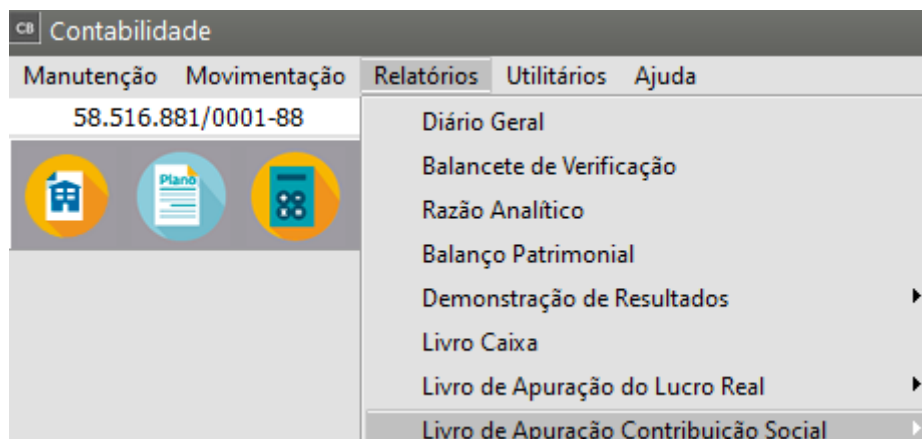 CB Contabilidade
Manutenção Movimentação Relatórios Utilitários Ajuda
58.516.881/0001-88
Plano
Diário Geral
Balancete de Verificação
Razão Analítico
Balanço Patrimonial
Demonstração de Resultados
Livro Caixa
Livro de Apuração do Lucro Real
Livro de Apuração Contribuição Social